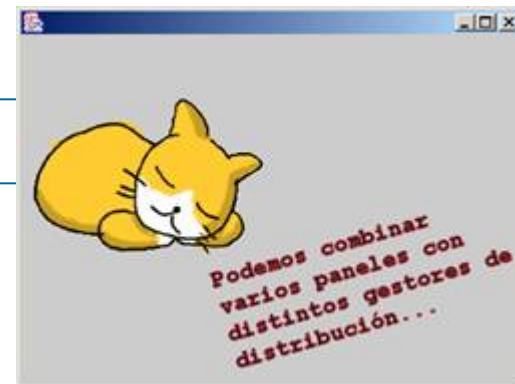 Podemos combinar
varios paneles con
distintos gestores de
distribución...